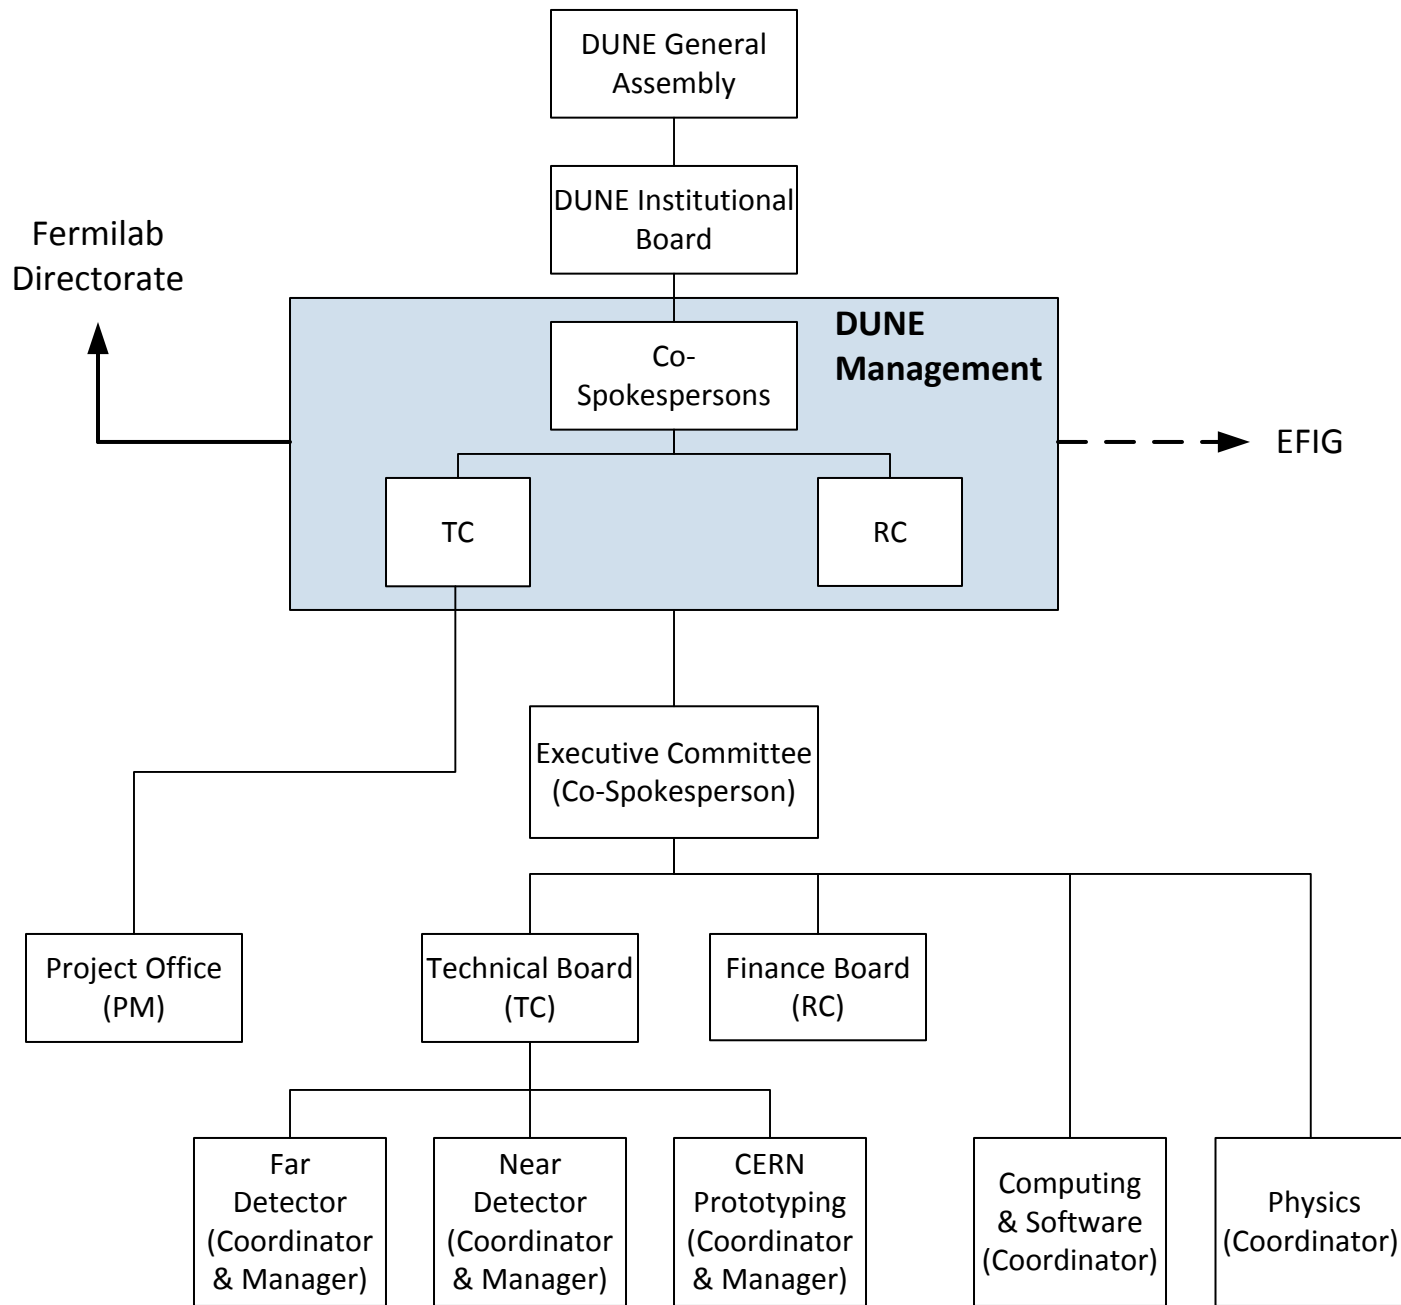 DUNE General
Assembly
DUNE Institutional
Board
Fermilab
Directorate
DUNE
Management
Co-
Spokespersons
EFIG
TC
RC
Executive Committee
(Co-Spokesperson)
Project Office
(PM)
Technical Board
(TC)
Finance Board
(RC)
Far
Detector
(Coordinator
& Manager)
Near
Detector
(Coordinator
& Manager)
CERN
Prototyping
(Coordinator
& Manager)
Computing
& Software
(Coordinator)
Physics
(Coordinator)